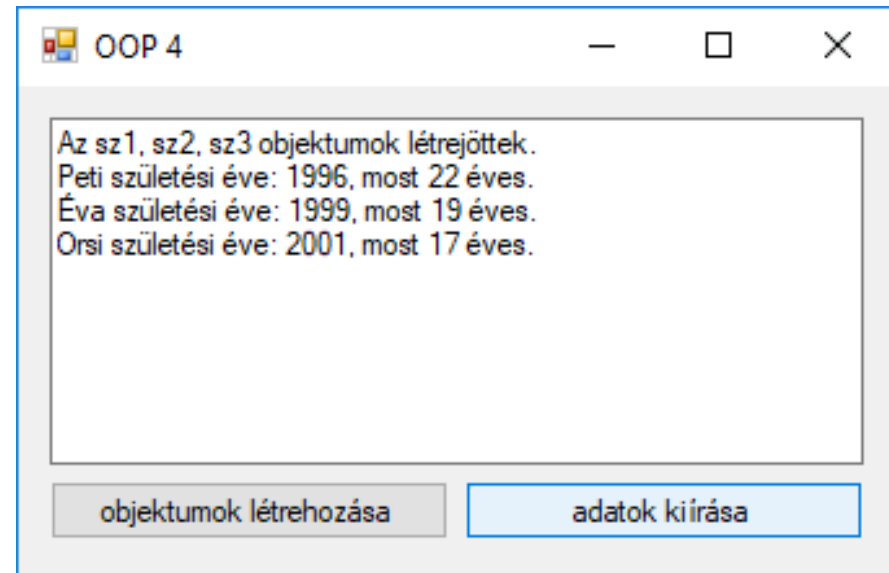 OOP 4
Az sz1, sz2, sz3 objektumok létrejöttek.
Peti születési éve: 1996, most 22 éves.
Éva születési éve: 1999, most 19 éves.
Orsi születési éve: 2001, most 17 éves.
objektumok létrehozása
adatok kiírása